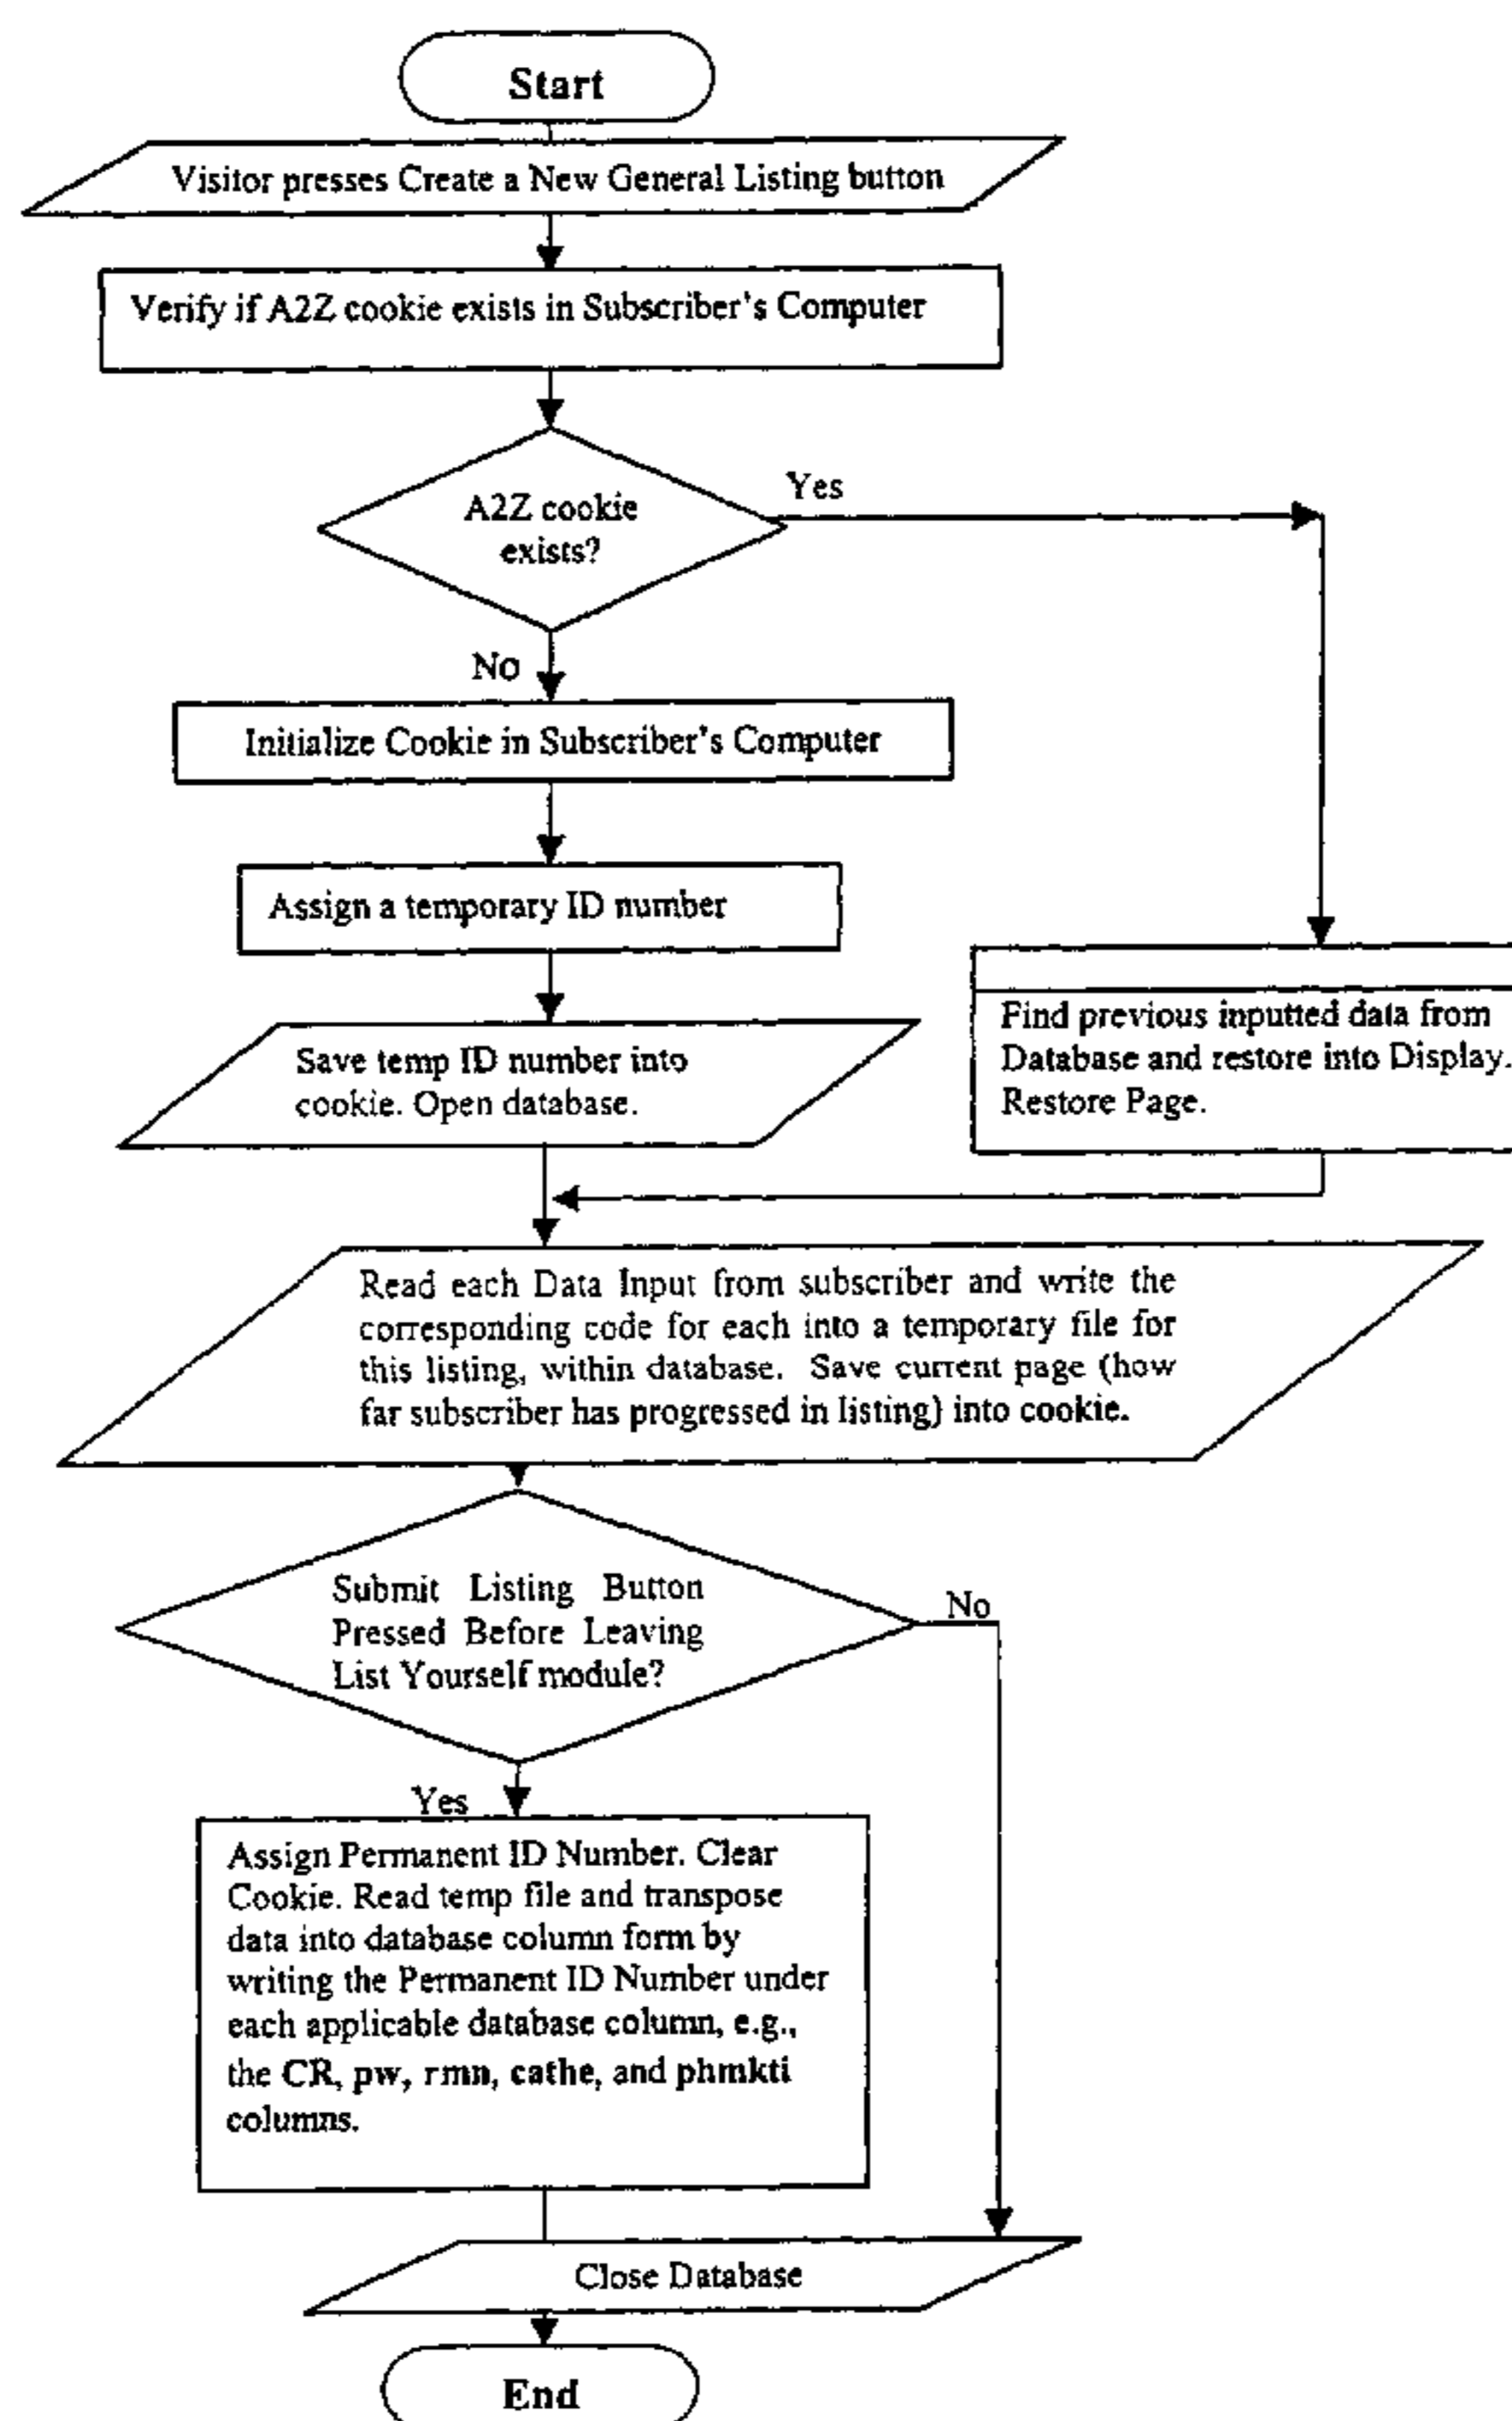 Start
Visitor presses Create a New General Listing button
Verify if A2Z cookie exists in Subscriber's Computer
A2Z cookie
exists?
Yes
No
Initialize Cookie in Subscriber's Computer
Assign a temporary ID number
Save temp ID number into
cookie. Open database.
Find previous inputted data from
Database and restore into Display.
Restore Page.
Read each Data Input from subscriber and write the
corresponding code for each into a temporary file for
this listing, within database. Save current page (how
far subscriber has progressed in listing) into cookie.
Submit Listing Button
Pressed Before Leaving
List Yourself module?
No
Yes
Assign Permanent ID Number. Clear
Cookie. Read temp file and transpose
data into database column form by
writing the Permanent ID Number under
each applicable database column, e.g.,
the CR, pw, rmn, cathe, and phmkti
columns.
Close Database
End